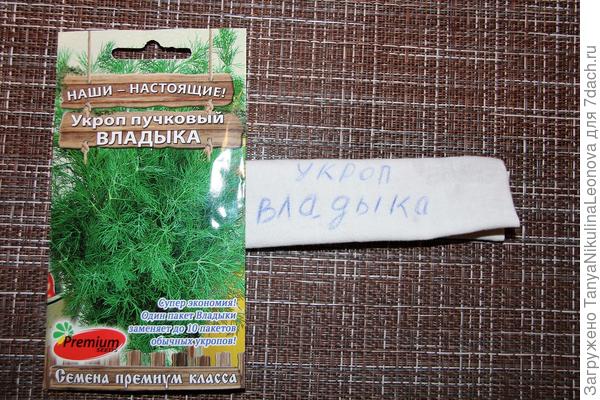 НАШИ – НАСТОЯЩИЕ!
Укроп пучковый
ВЛАДЫКА
Супер экономия!
Один пакет Владыки
заменяет до 10 пакетов
обычных укропов!
Premium
SEEDS
Семена премиум класса
УКРОП
ВЛАДЫКА
Загружено TanyaNikulinaLeonova для 7dach.ru